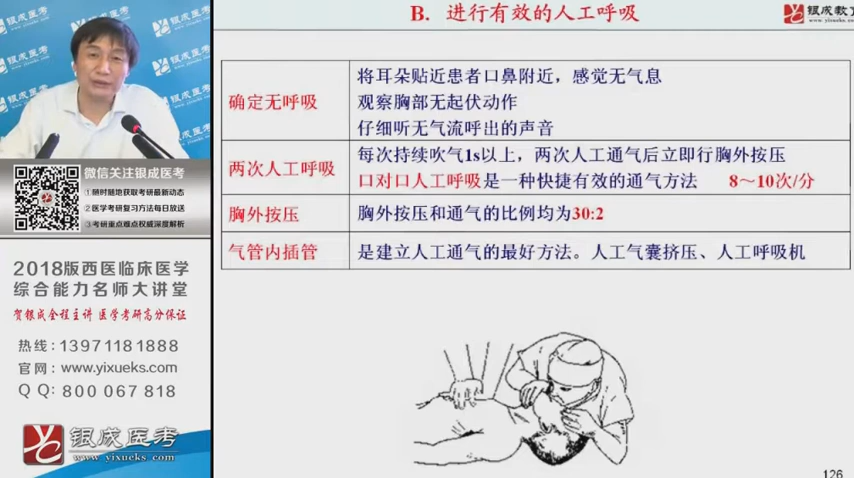 银成医考
www.yixueks.com
B. 进行有效的人工呼吸
银成教育
确定无呼吸
将耳朵贴近患者口鼻附近，感觉无气息
观察胸部无起伏动作
仔细听无气流呼出的声音
两次人工呼吸
每次持续吹气1s以上，两次人工通气后立即行胸外按压
口对口人工呼吸是一种快捷有效的通气方法 8～10次/分
胸外按压
胸外按压和通气的比例均为30:2
气管内插管
是建立人工通气的最好方法。人工气囊挤压、人工呼吸机
126
微信关注银成医考
①随时随地获取考研最新动态
②医学考研复习方法每日放送
③考研重点难点权威深度解析
2018版西医临床医学
综合能力名师大讲堂
贺银成全程主讲 医学考研高分保证
热线：13971181888
官网：www.yixueks.com
Q Q：800 067 818
银成医考
www.yixueks.com